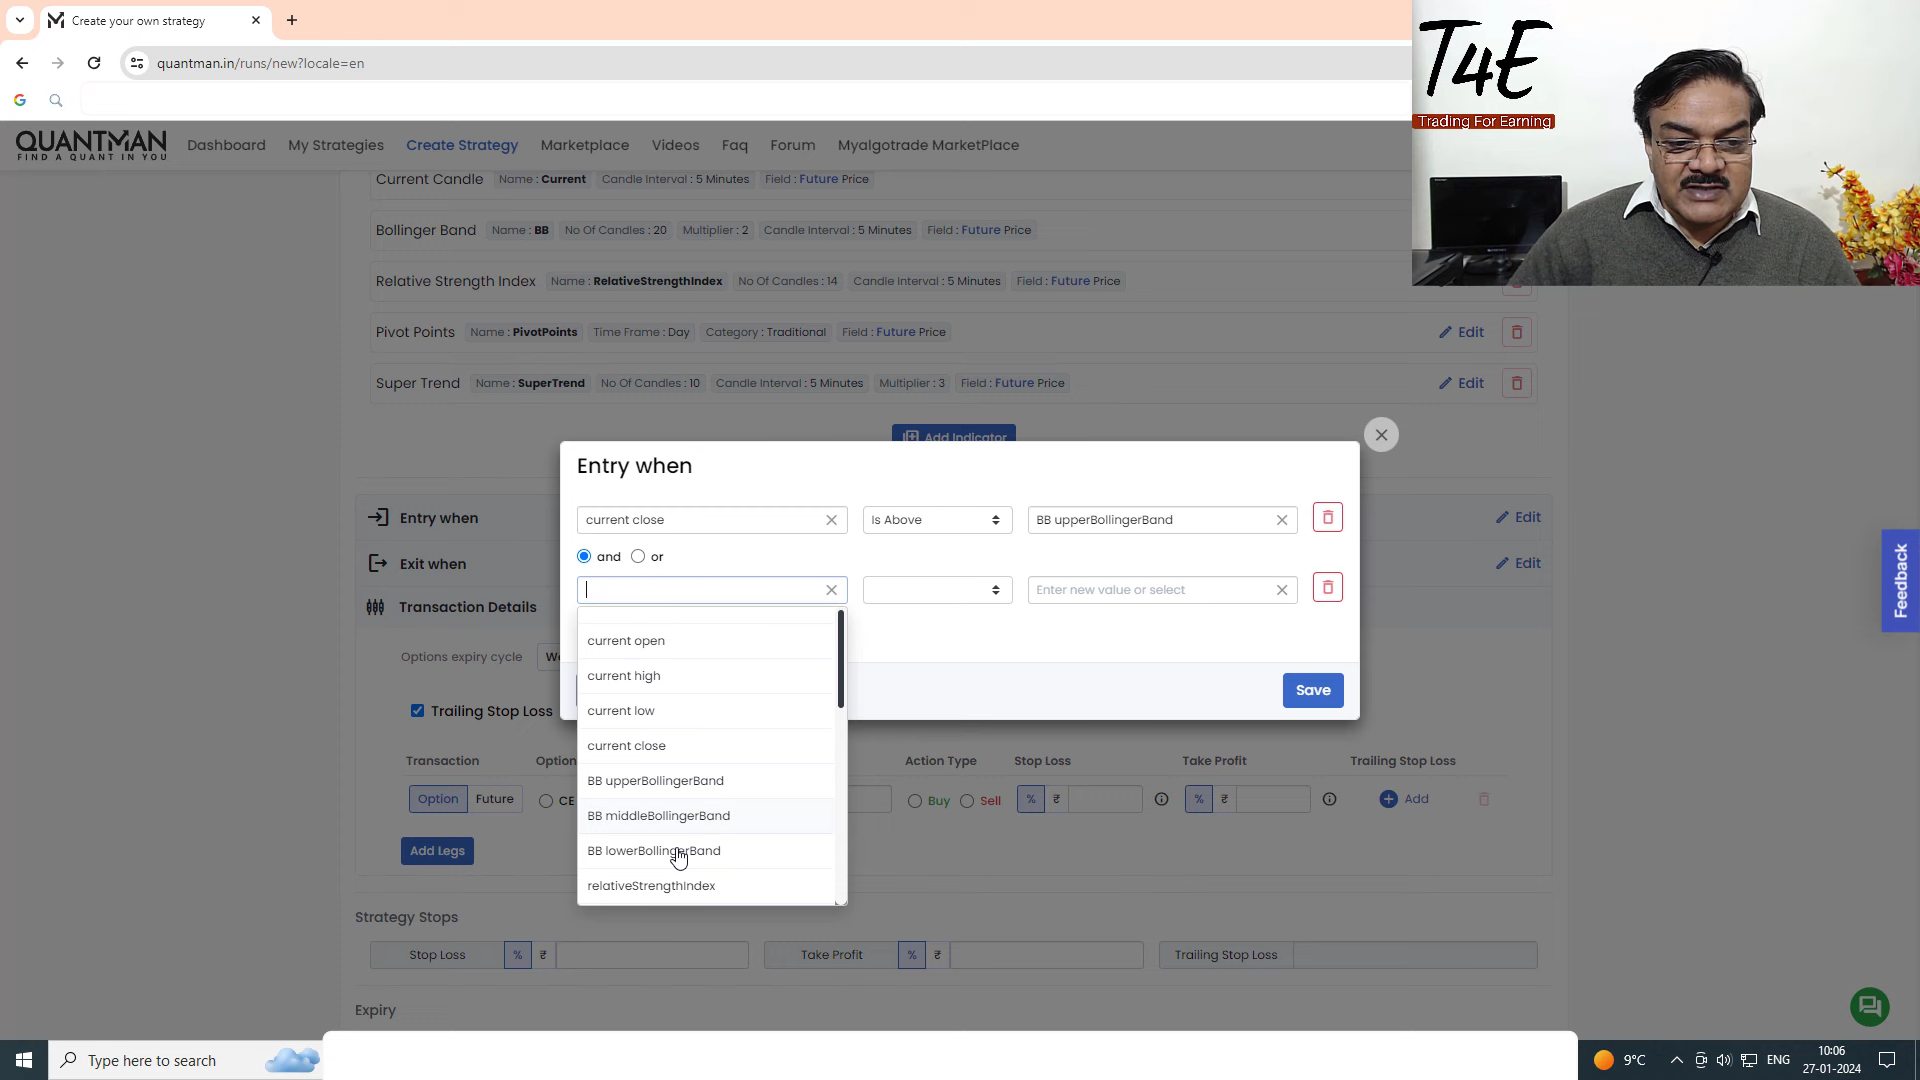 Create your own strategy
quantman.in/runs/new?locale=en
T4E
Trading For Earning
QUANTMAN
FIND A QUANT IN YOU
Dashboard My Strategies Create Strategy Marketplace Videos Faq Forum Myalgotrade MarketPlace
Current Candle Name : Current Candle Interval : 5 Minutes Field : Future Price
Bollinger Band Name : BB No Of Candles : 20 Multiplier : 2 Candle Interval : 5 Minutes Field : Future Price
Relative Strength Index Name : RelativeStrengthIndex No Of Candles : 14 Candle Interval : 5 Minutes Field : Future Price
Pivot Points Name : PivotPoints Time Frame : Day Category : Traditional Field : Future Price Edit
Super Trend Name : SuperTrend No Of Candles : 10 Candle Interval : 5 Minutes Multiplier : 3 Field : Future Price Edit
Add Indicator
Entry when
current close Is Above BB upperBollingerBand
and or
Enter new value or select
current open
current high
current low
current close
BB upperBollingerBand
BB middleBollingerBand
BB lowerBollingerBand
relativeStrengthIndex
Save
Entry when Edit
Exit when Edit
Transaction Details
Options expiry cycle We
Trailing Stop Loss
Transaction Option Action Type Stop Loss Take Profit Trailing Stop Loss
Option Future CE Buy Sell % ₹ % ₹ Add
Add Legs
Strategy Stops
Stop Loss % ₹ Take Profit % ₹ Trailing Stop Loss
Expiry
Feedback
Type here to search
9°C ENG 10:06
27-01-2024